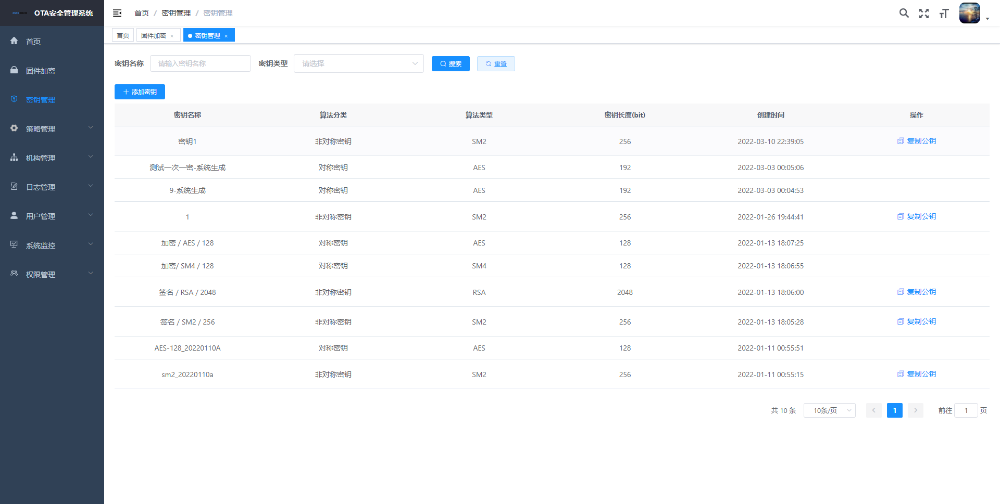 OTA安全管理系统
首页 / 密钥管理 / 密钥管理
首页
固件加密 ×
密钥管理 ×
首页
固件加密
密钥管理
策略管理
机构管理
日志管理
用户管理
系统监控
权限管理
密钥名称 请输入密钥名称 密钥类型 请选择 搜索 重置
添加密钥
密钥名称 算法分类 算法类型 密钥长度(bit) 创建时间 操作
密钥1 非对称密钥 SM2 256 2022-03-10 22:39:05 复制公钥
测试一次一密-系统生成 对称密钥 AES 192 2022-03-03 00:05:06
9-系统生成 对称密钥 AES 192 2022-03-03 00:04:53
1 非对称密钥 SM2 256 2022-01-26 19:44:41 复制公钥
加密 / AES / 128 对称密钥 AES 128 2022-01-13 18:07:25
加密/ SM4 / 128 对称密钥 SM4 128 2022-01-13 18:06:55
签名 / RSA / 2048 非对称密钥 RSA 2048 2022-01-13 18:06:00 复制公钥
签名 / SM2 / 256 非对称密钥 SM2 256 2022-01-13 18:05:28 复制公钥
AES-128_20220110A 对称密钥 AES 128 2022-01-11 00:55:51
sm2_20220110a 非对称密钥 SM2 256 2022-01-11 00:55:15 复制公钥
共 10 条 10条/页 1 前往 1 页